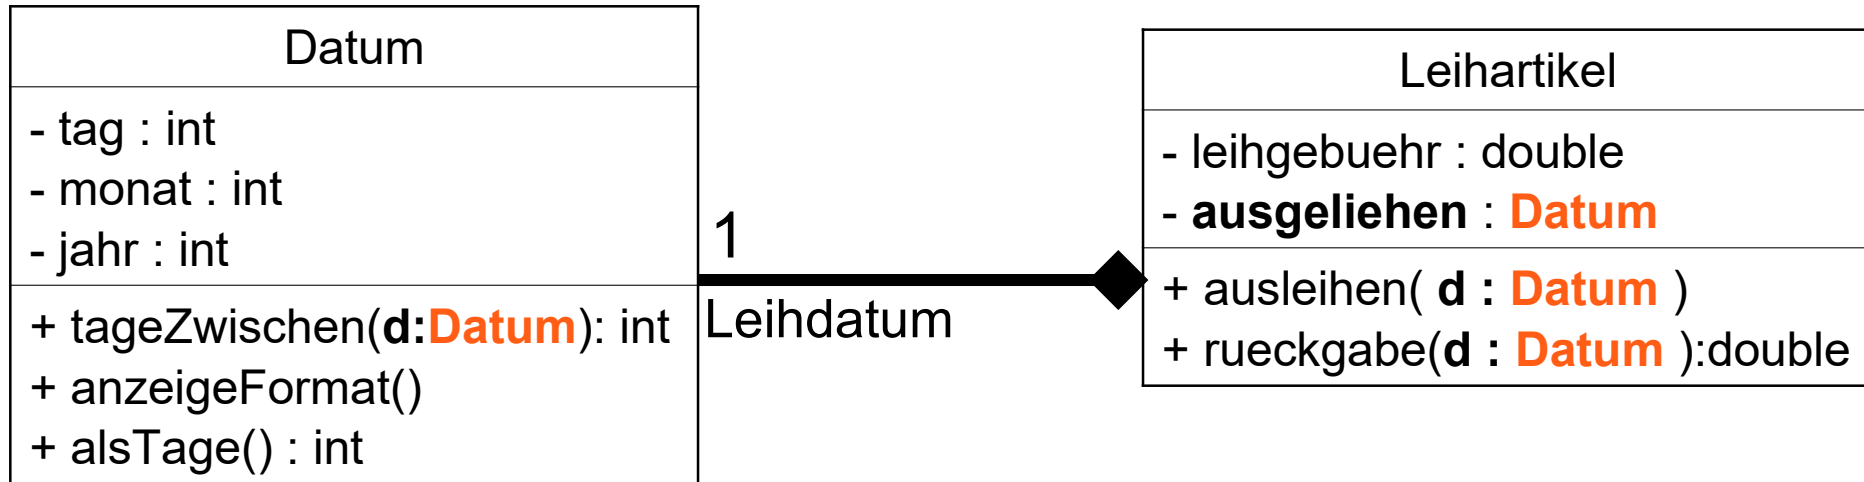 Datum
- tag : int
- monat : int
- jahr : int
+ tageZwischen(d:Datum): int
+ anzeigeFormat()
+ alsTage() : int
1
Leihdatum
Leihartikel
- leihgebuehr : double
- ausgeliehen : Datum
+ ausleihen( d : Datum )
+ rueckgabe(d : Datum ):double